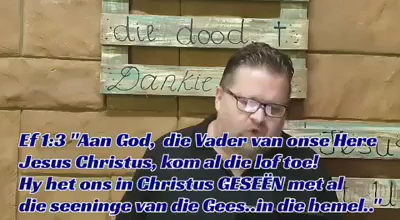 die dood †
Dankie
Jesus
Ef 1:3 "Aan God, die Vader van onse Here
Jesus Christus, kom al die lof toe!
Hy het ons in Christus GESEËN met al
die seeninge van die Gees..in die hemel.."